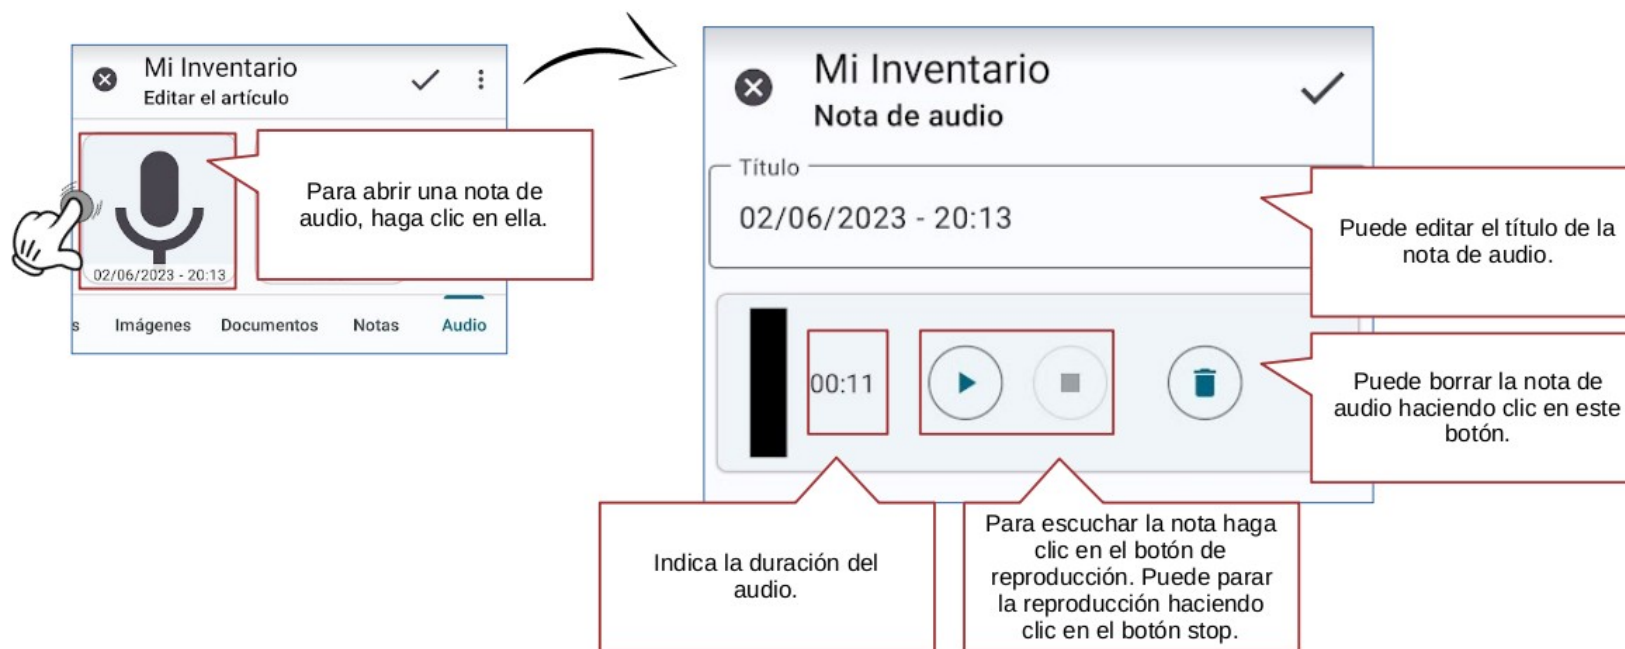 Mi Inventario
Editar el artículo
Para abrir una nota de
audio, haga clic en ella.
02/06/2023 - 20:13
s Imágenes Documentos Notas Audio
Mi Inventario
Nota de audio
Título
02/06/2023 - 20:13
Puede editar el título de la
nota de audio.
00:11
Puede borrar la nota de
audio haciendo clic en este
botón.
Indica la duración del
audio.
Para escuchar la nota haga
clic en el botón de
reproducción. Puede parar
la reproducción haciendo
clic en el botón stop.